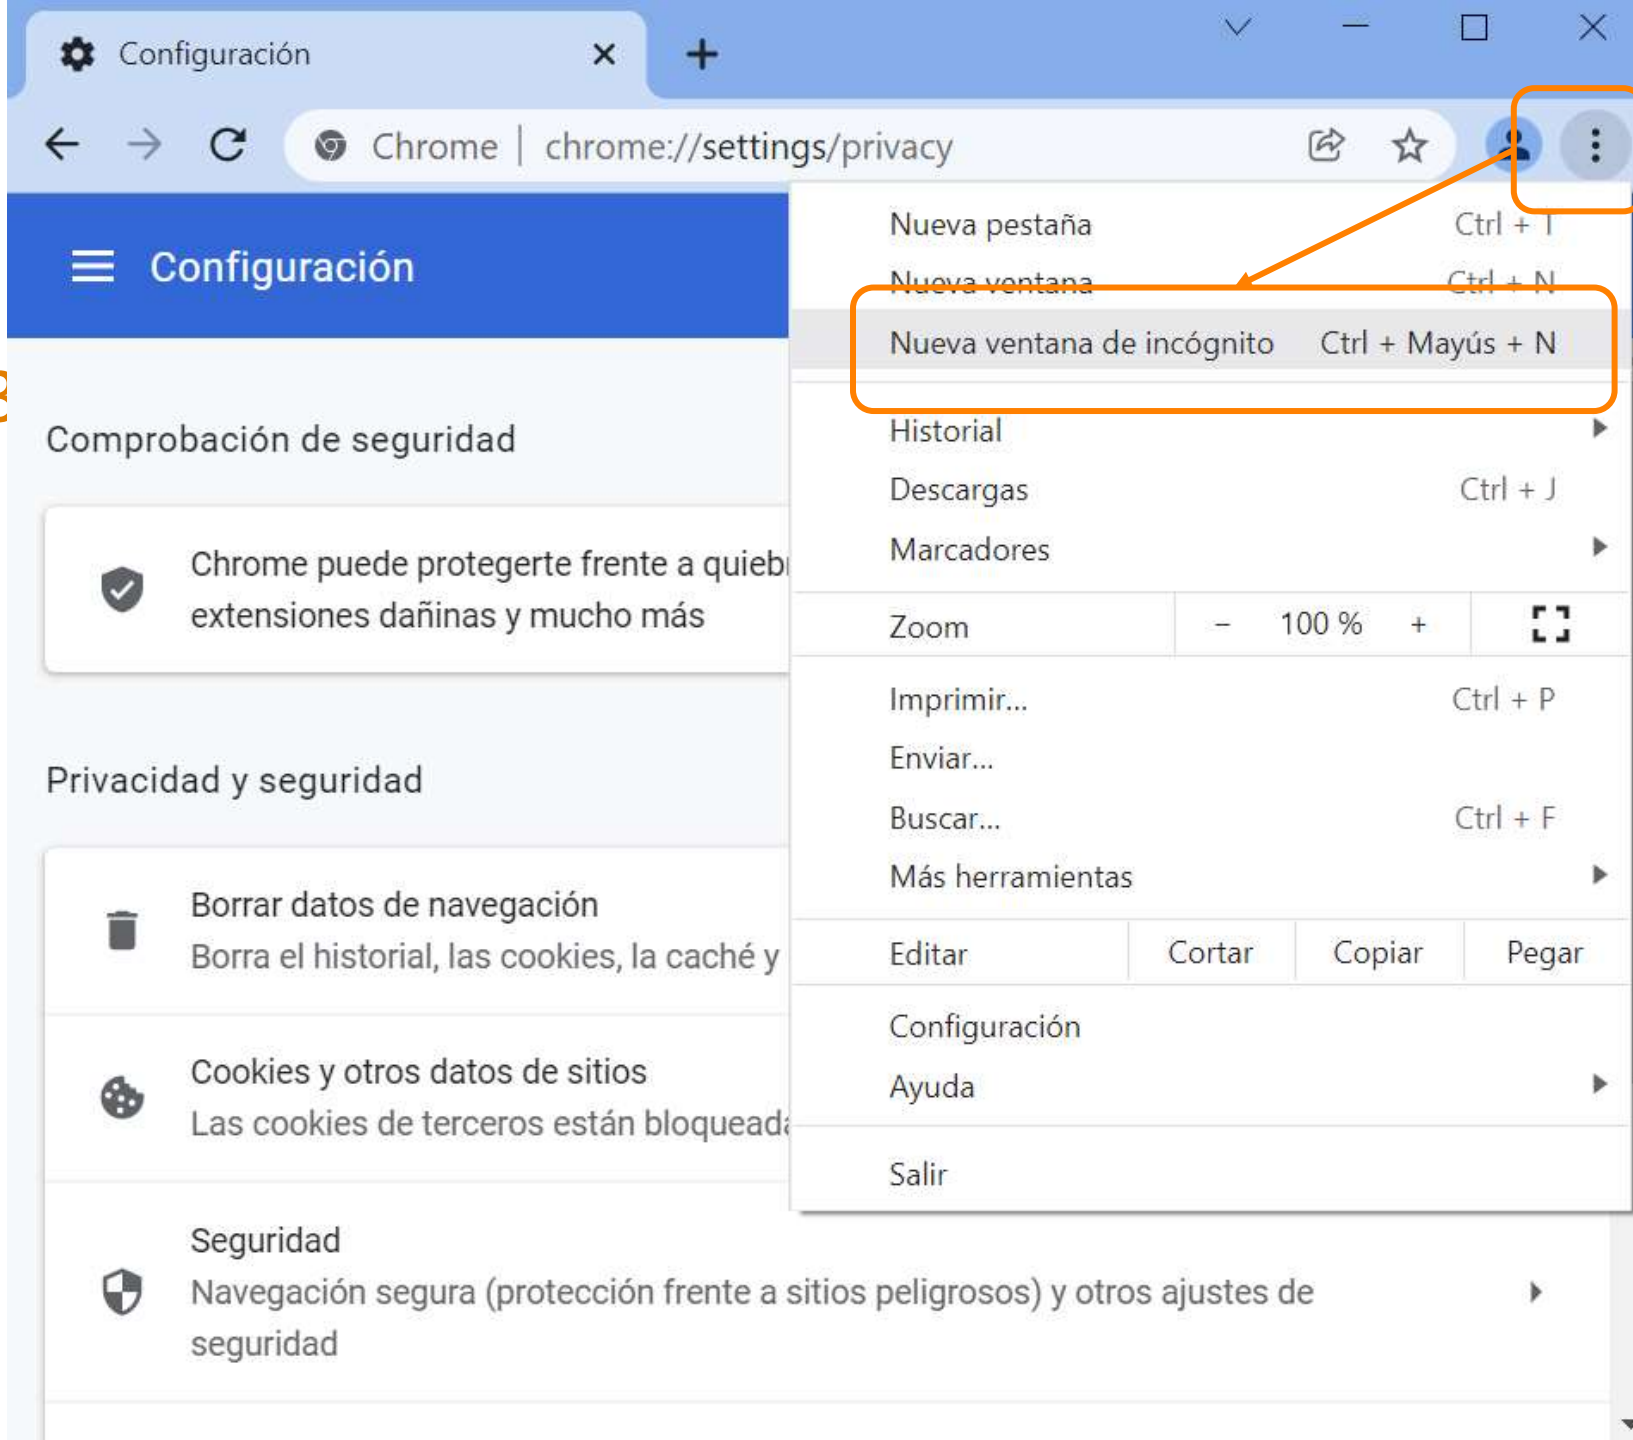 Configuración
Chrome | chrome://settings/privacy
Configuración
Nueva pestaña Ctrl + T
Nueva ventana Ctrl + N
Nueva ventana de incógnito Ctrl + Mayús + N
Historial
Descargas Ctrl + J
Marcadores
Zoom - 100 % +
Imprimir... Ctrl + P
Enviar...
Buscar... Ctrl + F
Más herramientas
Editar Cortar Copiar Pegar
Configuración
Ayuda
Salir
Comprobación de seguridad
Chrome puede protegerte frente a
extensiones dañinas y mucho más
Privacidad y seguridad
Borrar datos de navegación
Borra el historial, las cookies, la caché y
Cookies y otros datos de sitios
Las cookies de terceros están
Seguridad
Navegación segura (protección frente a sitios peligrosos) y otros ajustes de
seguridad